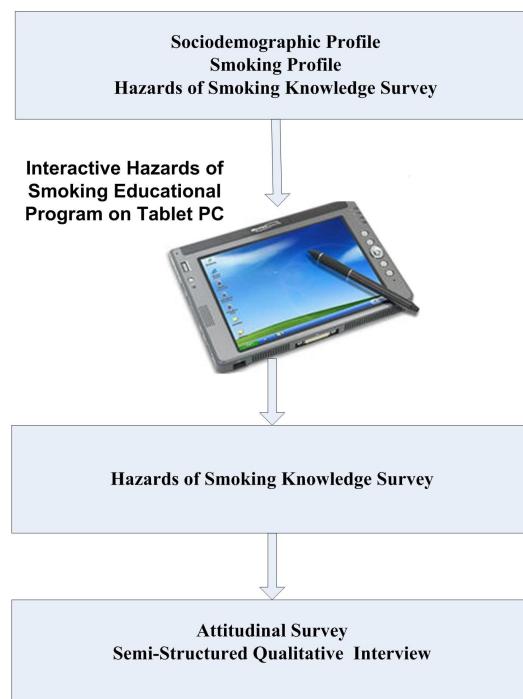 Sociodemographic Profile
Smoking Profile
Hazards of Smoking Knowledge Survey
Interactive Hazards of
Smoking Educational
Program on Tablet PC
Hazards of Smoking Knowledge Survey
Attitudinal Survey
Semi-Structured Qualitative Interview